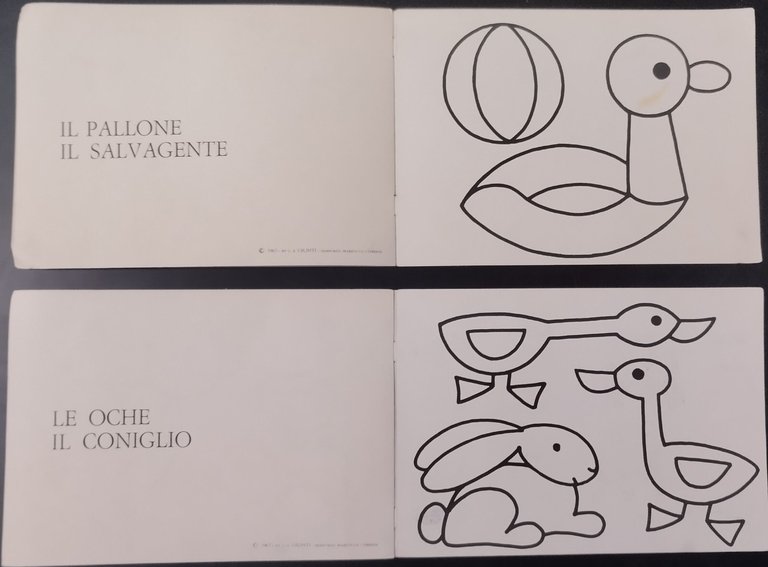 IL PALLONE
IL SALVAGENTE
LE OCHE
IL CONIGLIO